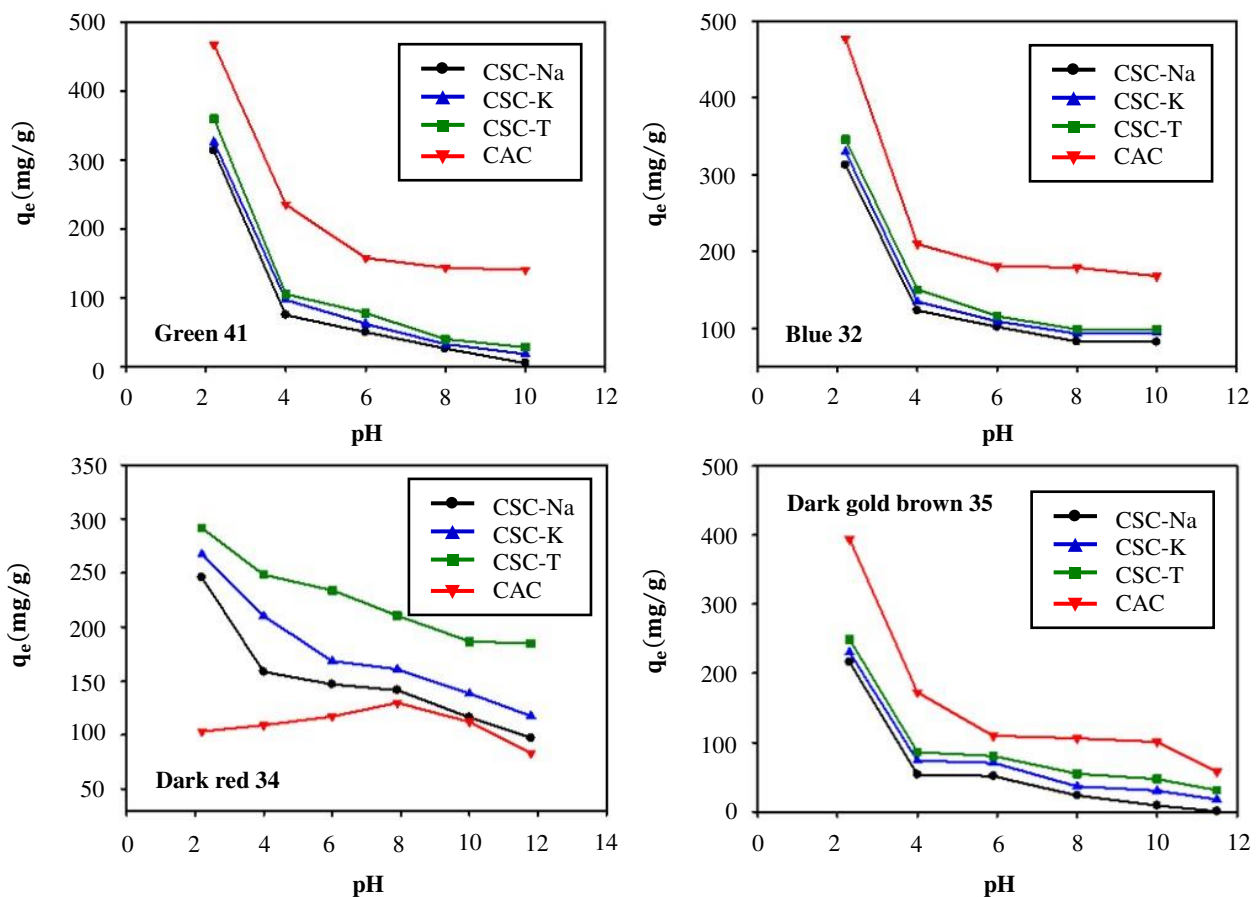 500
400
300
200
100
0
qe(mg/g)
CSC-Na
CSC-K
CSC-T
CAC
Green 41
0 2 4 6 8 10 12
pH
500
400
300
200
100
qe(mg/g)
CSC-Na
CSC-K
CSC-T
CAC
Blue 32
0 2 4 6 8 10 12
pH
350
300
250
200
150
100
50
qe(mg/g)
CSC-Na
CSC-K
CSC-T
CAC
Dark red 34
0 2 4 6 8 10 12 14
pH
500
400
300
200
100
0
qe(mg/g)
Dark gold brown 35
CSC-Na
CSC-K
CSC-T
CAC
0 2 4 6 8 10 12
pH